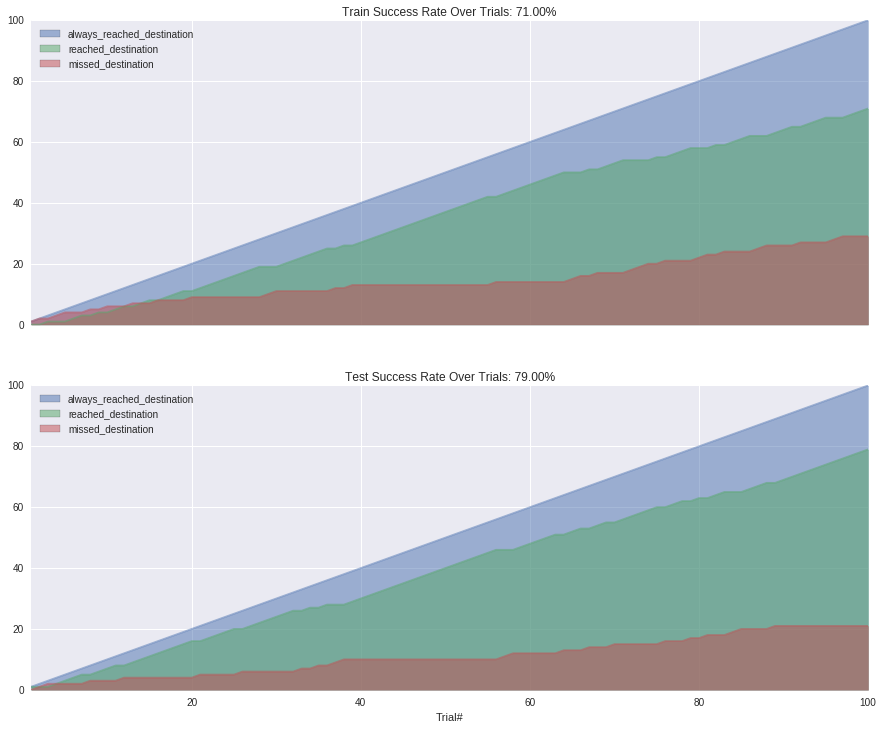 Train Success Rate Over Trials: 71.00%
100
always_reached_destination
reached_destination
missed_destination
80
60
40
20
0
Test Success Rate Over Trials: 79.00%
100
always_reached_destination
reached_destination
missed_destination
80
60
40
20
0
20 40 60 80 100
Trial#